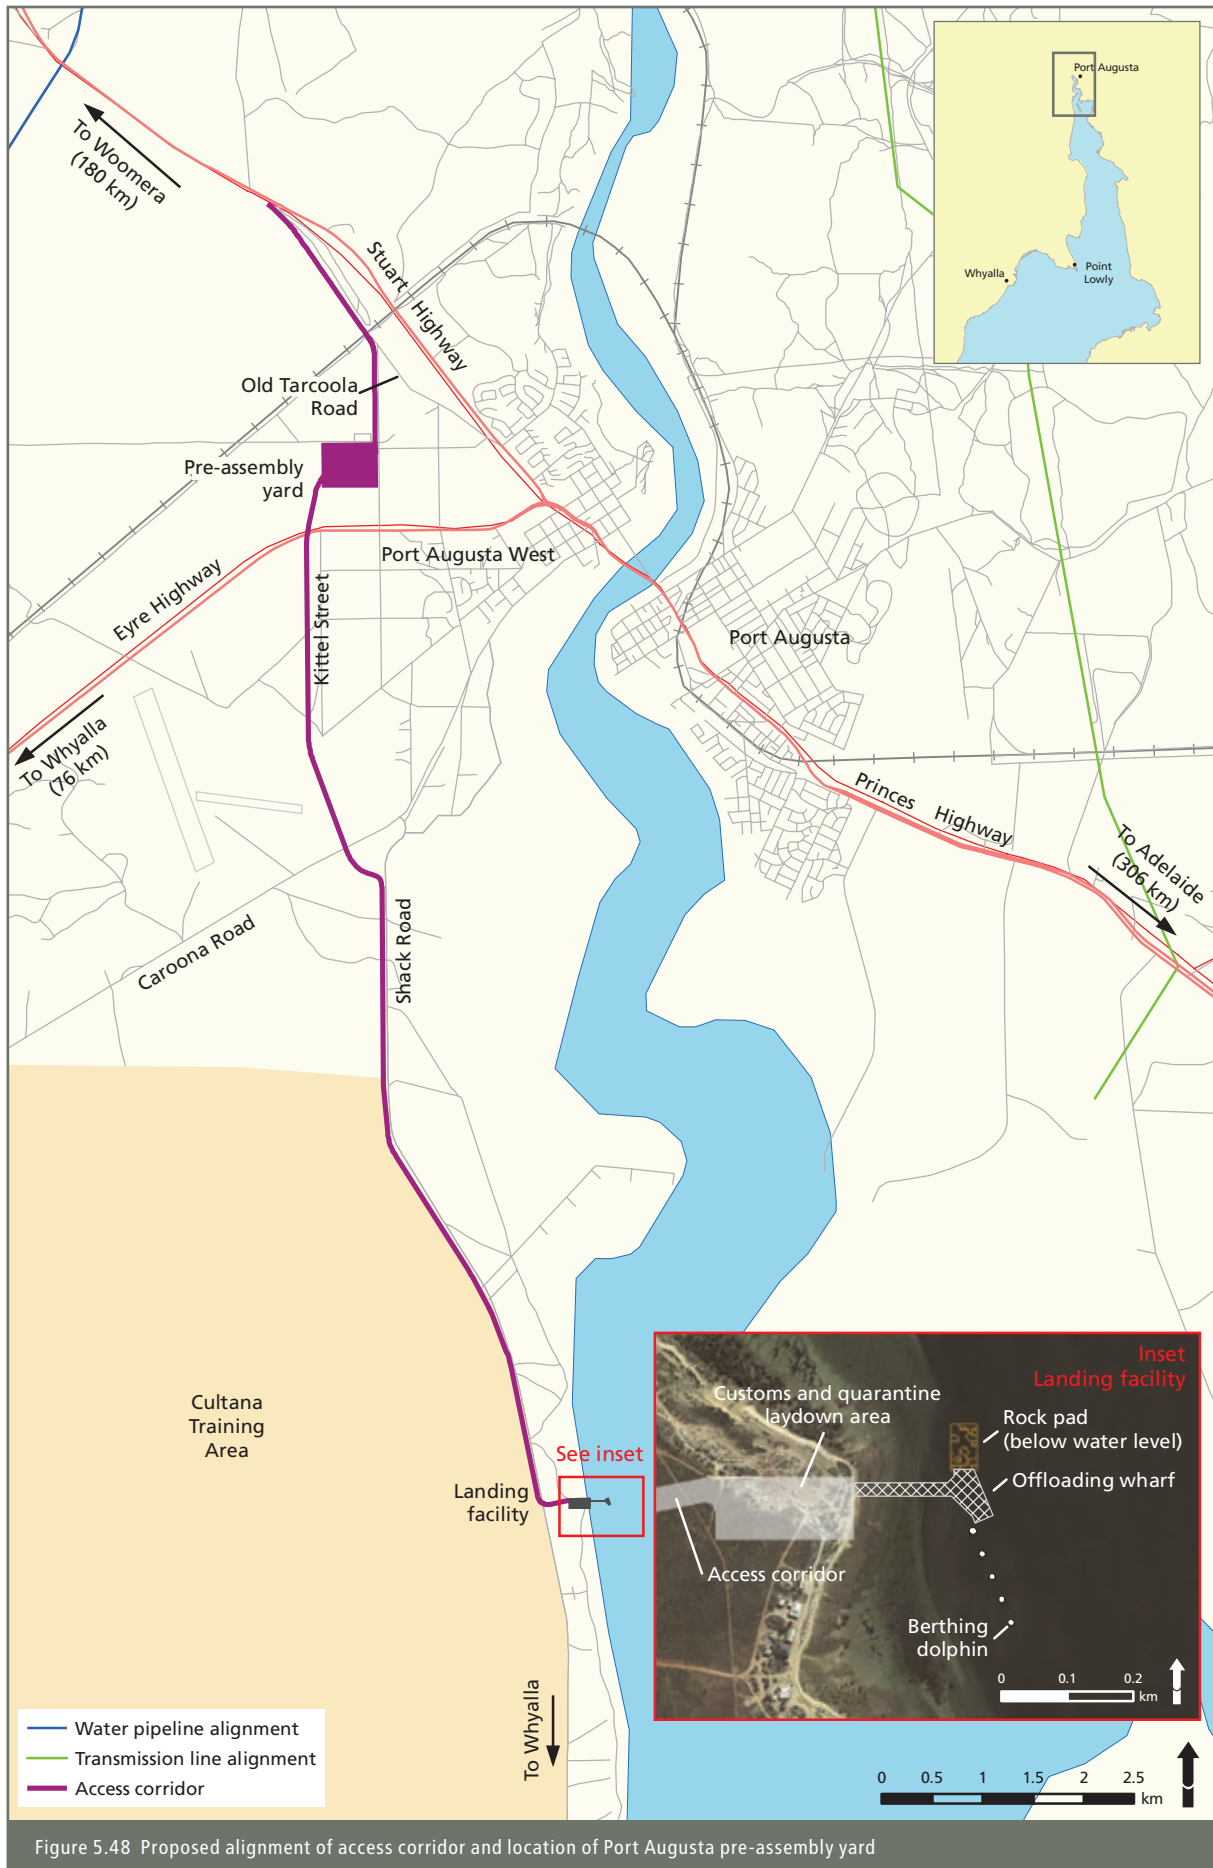 Port Augusta
Whyalla
Point
Lowly
To Woomera
(180 km)
Stuart Highway
Old Tarcoola
Road
Pre-assembly
yard
Port Augusta West
Eyre Highway
Kittel Street
Port Augusta
To Whyalla
(76 km)
Princes Highway
To Adelaide
(306 km)
Caroona Road
Shack Road
Cultana
Training
Area
See inset
Landing
facility
Inset
Landing facility
Customs and quarantine
laydown area
Rock pad
(below water level)
Offloading wharf
Access corridor
Berthing
dolphin
0 0.1 0.2
km
To Whyalla
Water pipeline alignment
Transmission line alignment
Access corridor
0 0.5 1 1.5 2 2.5
km
Figure 5.48 Proposed alignment of access corridor and location of Port Augusta pre-assembly yard